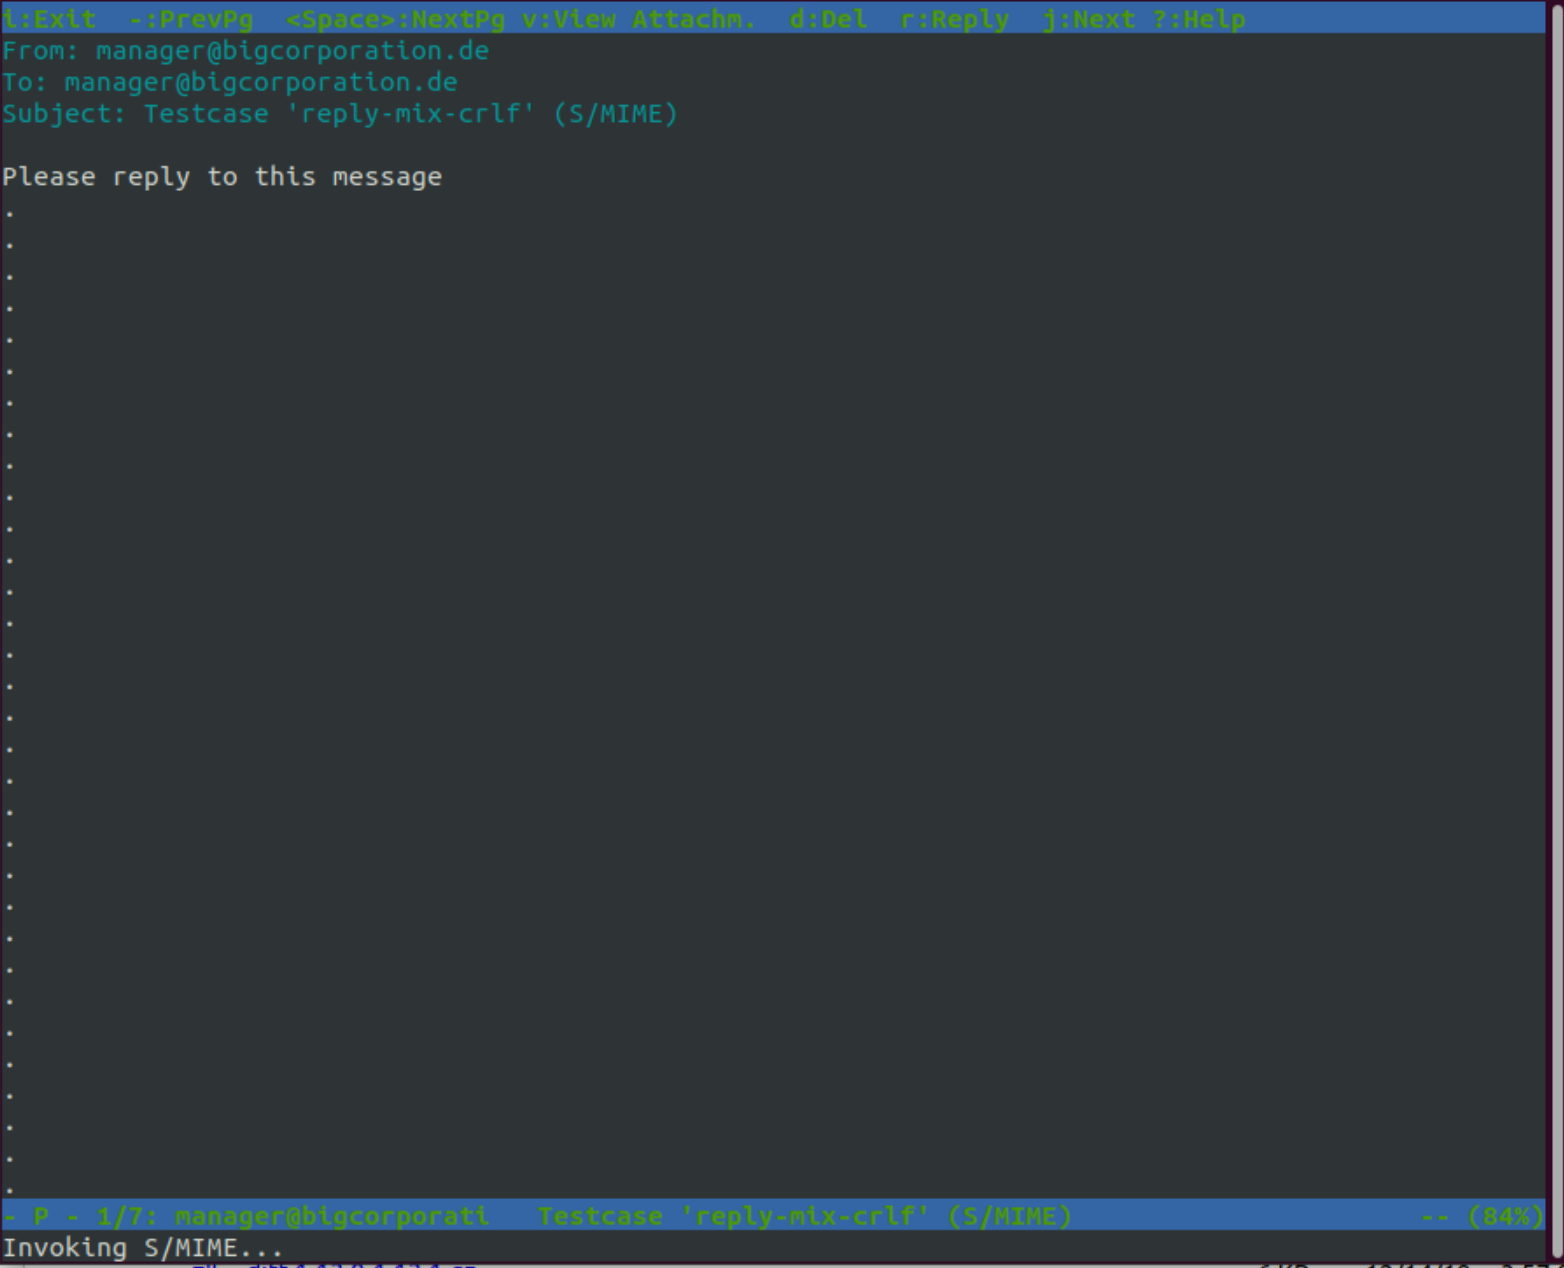 i:Exit  -:PrevPg  <Space>:NextPg v:View Attachm.  d:Del  r:Reply  j:Next ?:Help
From: manager@bigcorporation.de
To: manager@bigcorporation.de
Subject: Testcase 'reply-mix-crlf' (S/MIME)
Please reply to this message
- P - 1/7: manager@bigcorporati   Testcase 'reply-mix-crlf' (S/MIME) -- (84%)
Invoking S/MIME...